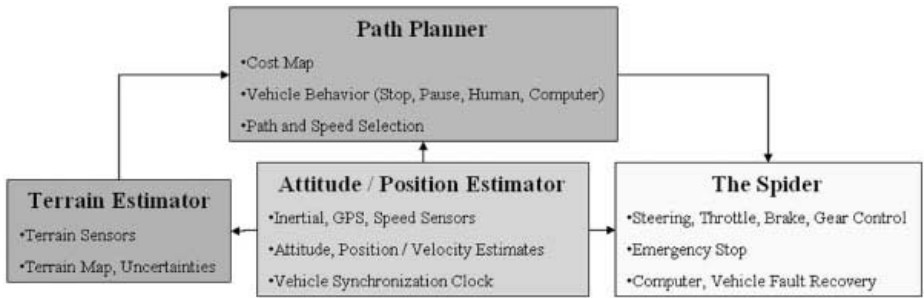 Path Planner
•Cost Map
•Vehicle Behavior (Stop, Pause, Human, Computer)
•Path and Speed Selection
Terrain Estimator
•Terrain Sensors
•Terrain Map, Uncertainties
Attitude / Position Estimator
•Inertial, GPS, Speed Sensors
•Attitude, Position / Velocity Estimates
•Vehicle Synchronization Clock
The Spider
•Steering, Throttle, Brake, Gear Control
•Emergency Stop
•Computer, Vehicle Fault Recovery